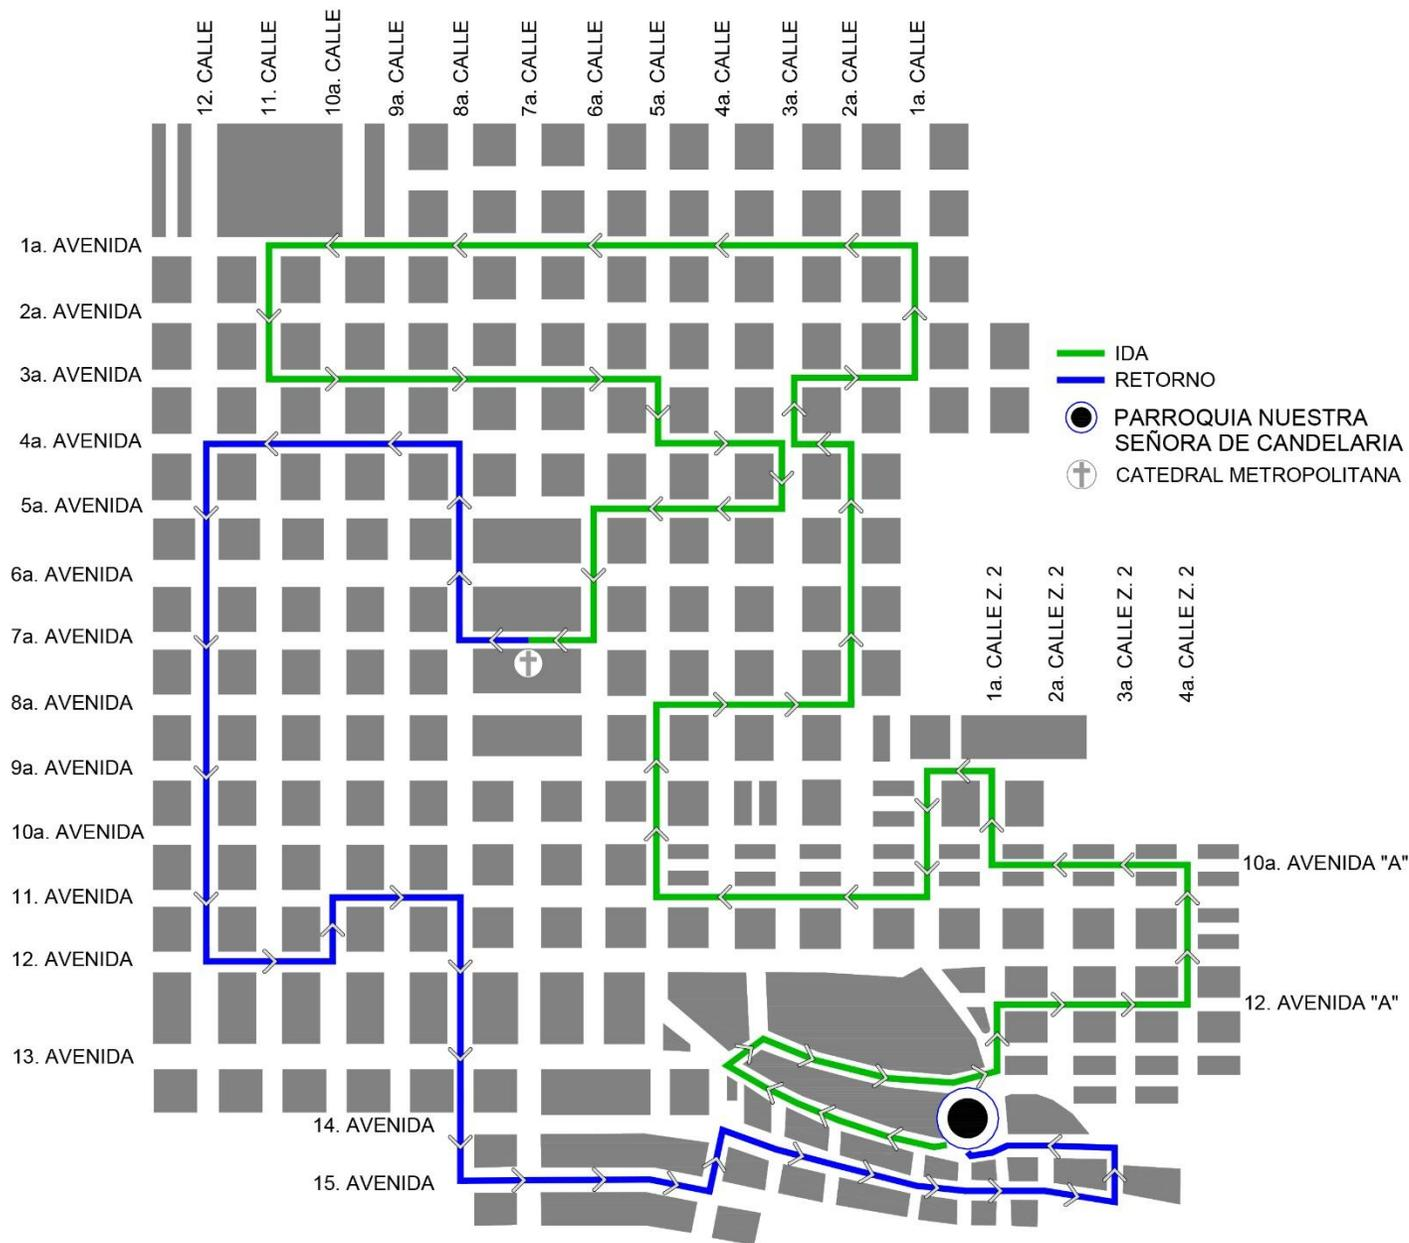 12. CALLE
11. CALLE
10a. CALLE
9a. CALLE
8a. CALLE
7a. CALLE
6a. CALLE
5a. CALLE
4a. CALLE
3a. CALLE
2a. CALLE
1a. CALLE
1a. AVENIDA
2a. AVENIDA
3a. AVENIDA
4a. AVENIDA
5a. AVENIDA
6a. AVENIDA
7a. AVENIDA
8a. AVENIDA
9a. AVENIDA
10a. AVENIDA
11. AVENIDA
12. AVENIDA
13. AVENIDA
14. AVENIDA
15. AVENIDA
IDA
RETORNO
PARROQUIA NUESTRA
SEÑORA DE CANDELARIA
CATEDRAL METROPOLITANA
1a. CALLE Z. 2
2a. CALLE Z. 2
3a. CALLE Z. 2
4a. CALLE Z. 2
10a. AVENIDA "A"
12. AVENIDA "A"